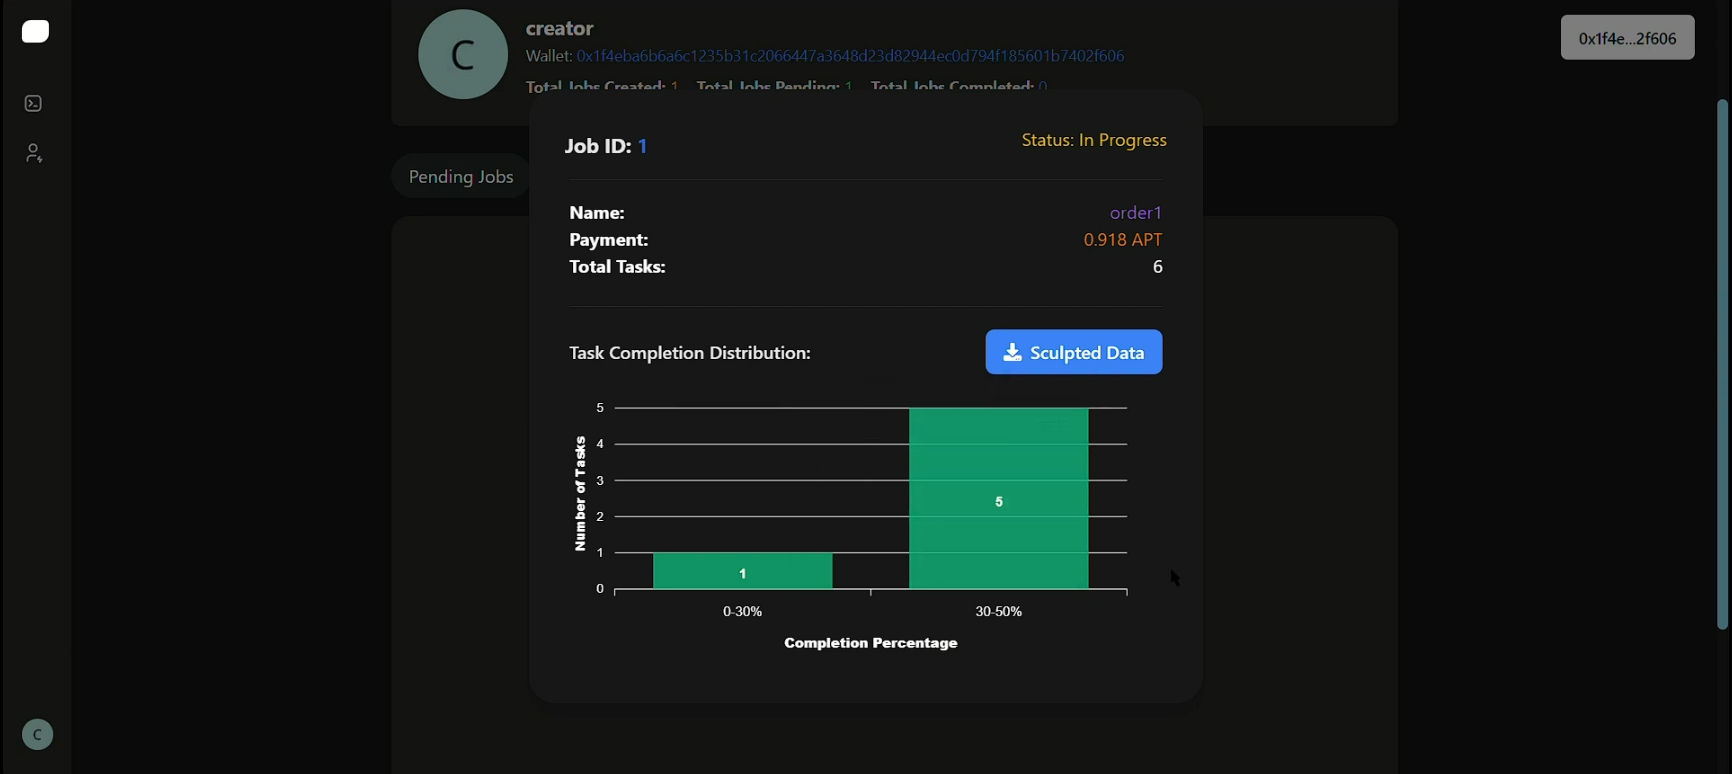 C
creator
Wallet: 0x1f4eba6b6a6c1235b31c2066447a3648d23d82944ec0d794f185601b7402f606
Total Jobs Created: 1 Total Jobs Pending: 1 Total Jobs Completed: 0
0x1f4e...2f606
Pending Jobs
Job ID: 1
Status: In Progress
Name: order1
Payment: 0.918 APT
Total Tasks: 6
Task Completion Distribution:
Sculpted Data
Number of Tasks
5
4
3
2
1
0
1
5
0-30%
30-50%
Completion Percentage
C